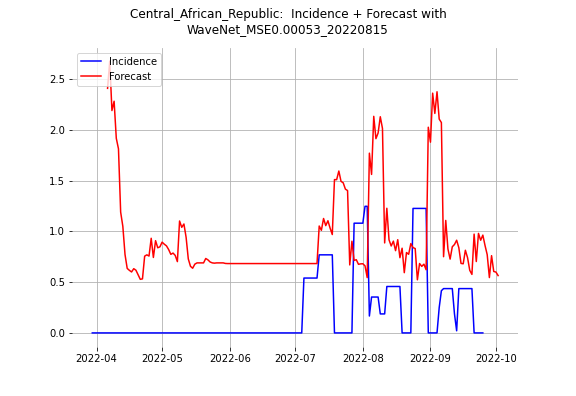 Central_African_Republic:  Incidence + Forecast with
WaveNet_MSE0.00053_20220815
Incidence
Forecast
2.5
2.0
1.5
1.0
0.5
0.0
2022-04 2022-05 2022-06 2022-07 2022-08 2022-09 2022-10